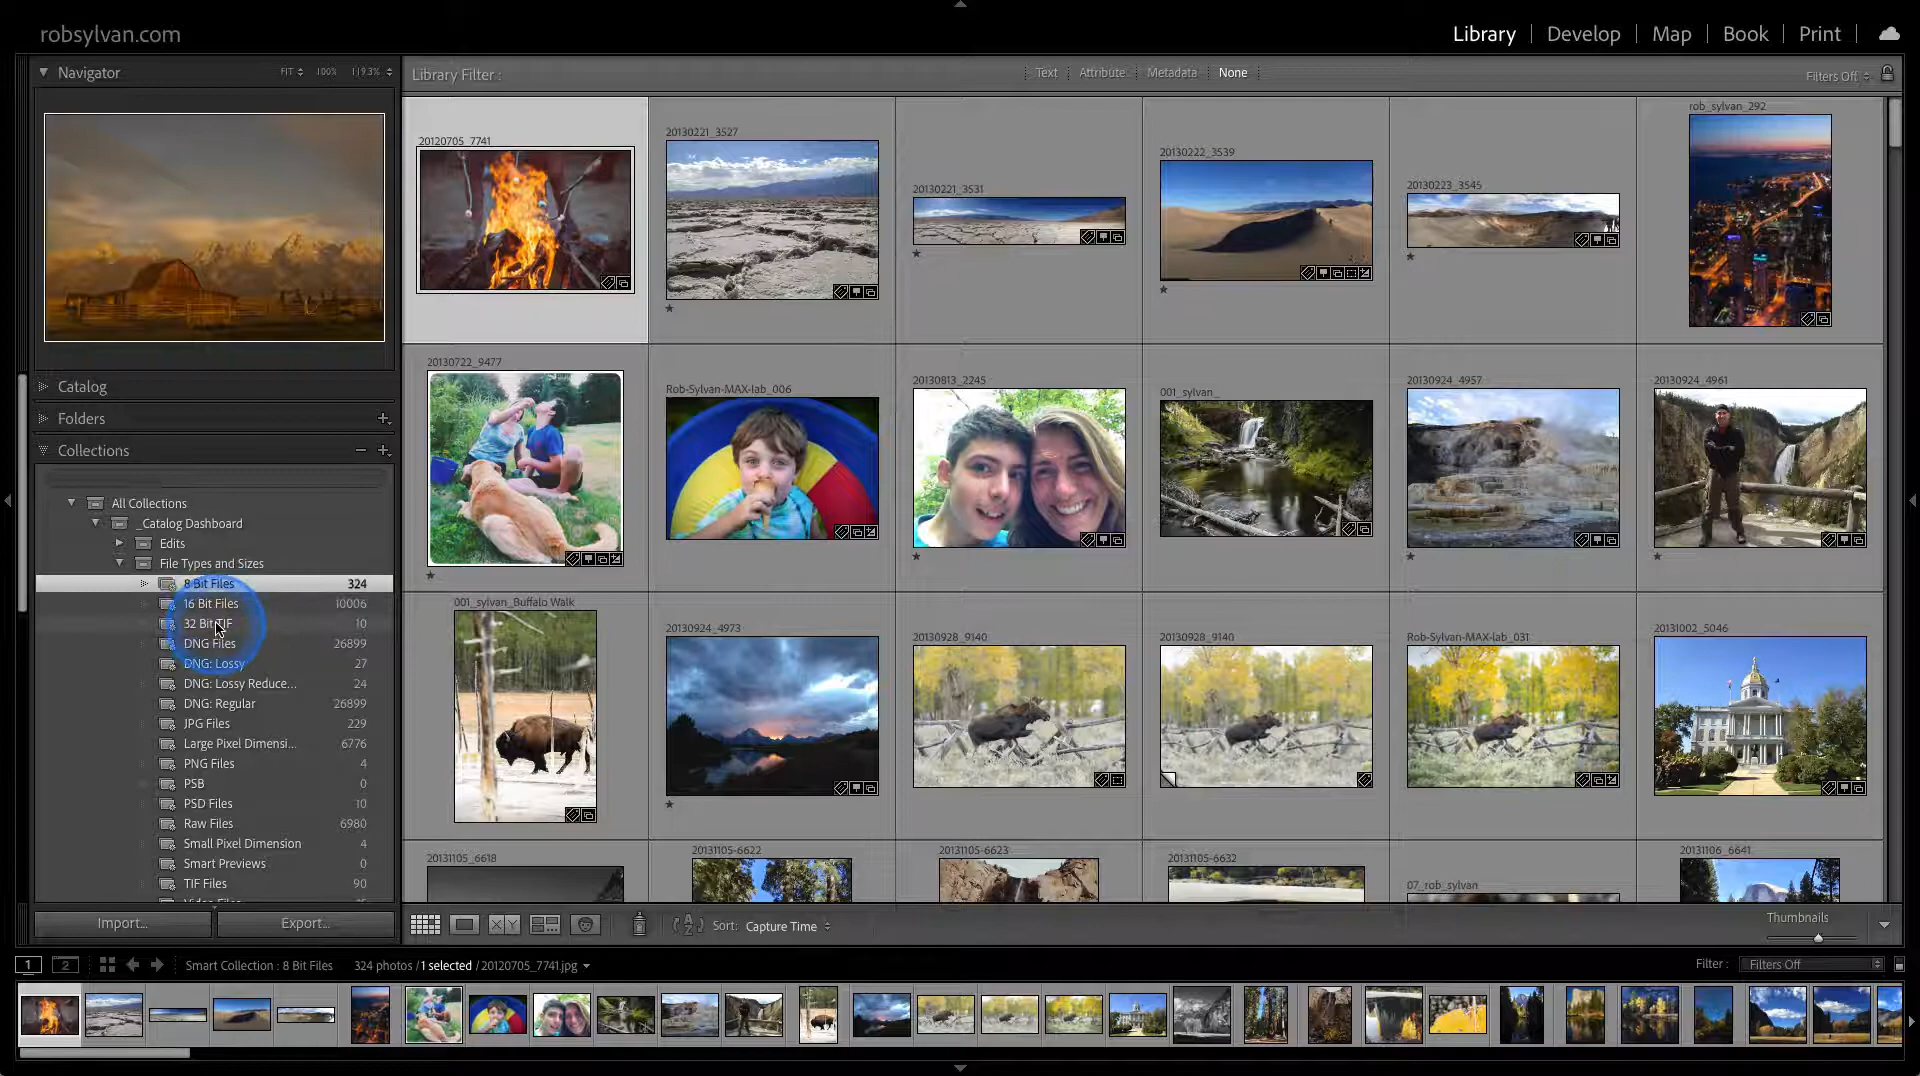 robsylvan.com
Library
Develop
Map
Book
Print
Navigator
FIT
100%
119.3%
Library Filter :
Text
Attribute
Metadata
None
Filters Off
Catalog
Folders
Collections
All Collections
_Catalog Dashboard
Edits
File Types and Sizes
8 Bit Files 324
16 Bit Files 10006
32 Bit TIF 10
DNG Files 26899
DNG: Lossy 27
DNG: Lossy Reduce... 24
DNG: Regular 26899
JPG Files 229
Large Pixel Dimensi... 6776
PNG Files 4
PSB 0
PSD Files 10
Raw Files 6980
Small Pixel Dimension 4
Smart Previews 0
TIF Files 90
Import...
Export...
20120705_7741
20130221_3527
20130221_3531
20130222_3539
20130223_3545
rob_sylvan_292
20130722_9477
Rob-Sylvan-MAX-lab_006
20130813_2245
001_sylvan_
20130924_4957
20130924_4961
001_sylvan_Buffalo Walk
20130924_4973
20130928_9140
20130928_9140
Rob-Sylvan-MAX-lab_031
20131002_5046
20131105_6618
20131105-6622
20131105-6623
20131105-6632
07_rob_sylvan
20131106_6641
Sort: Capture Time
Thumbnails
1
2
Smart Collection : 8 Bit Files
324 photos / 1 selected / 20120705_7741.jpg
Filter :
Filters Off